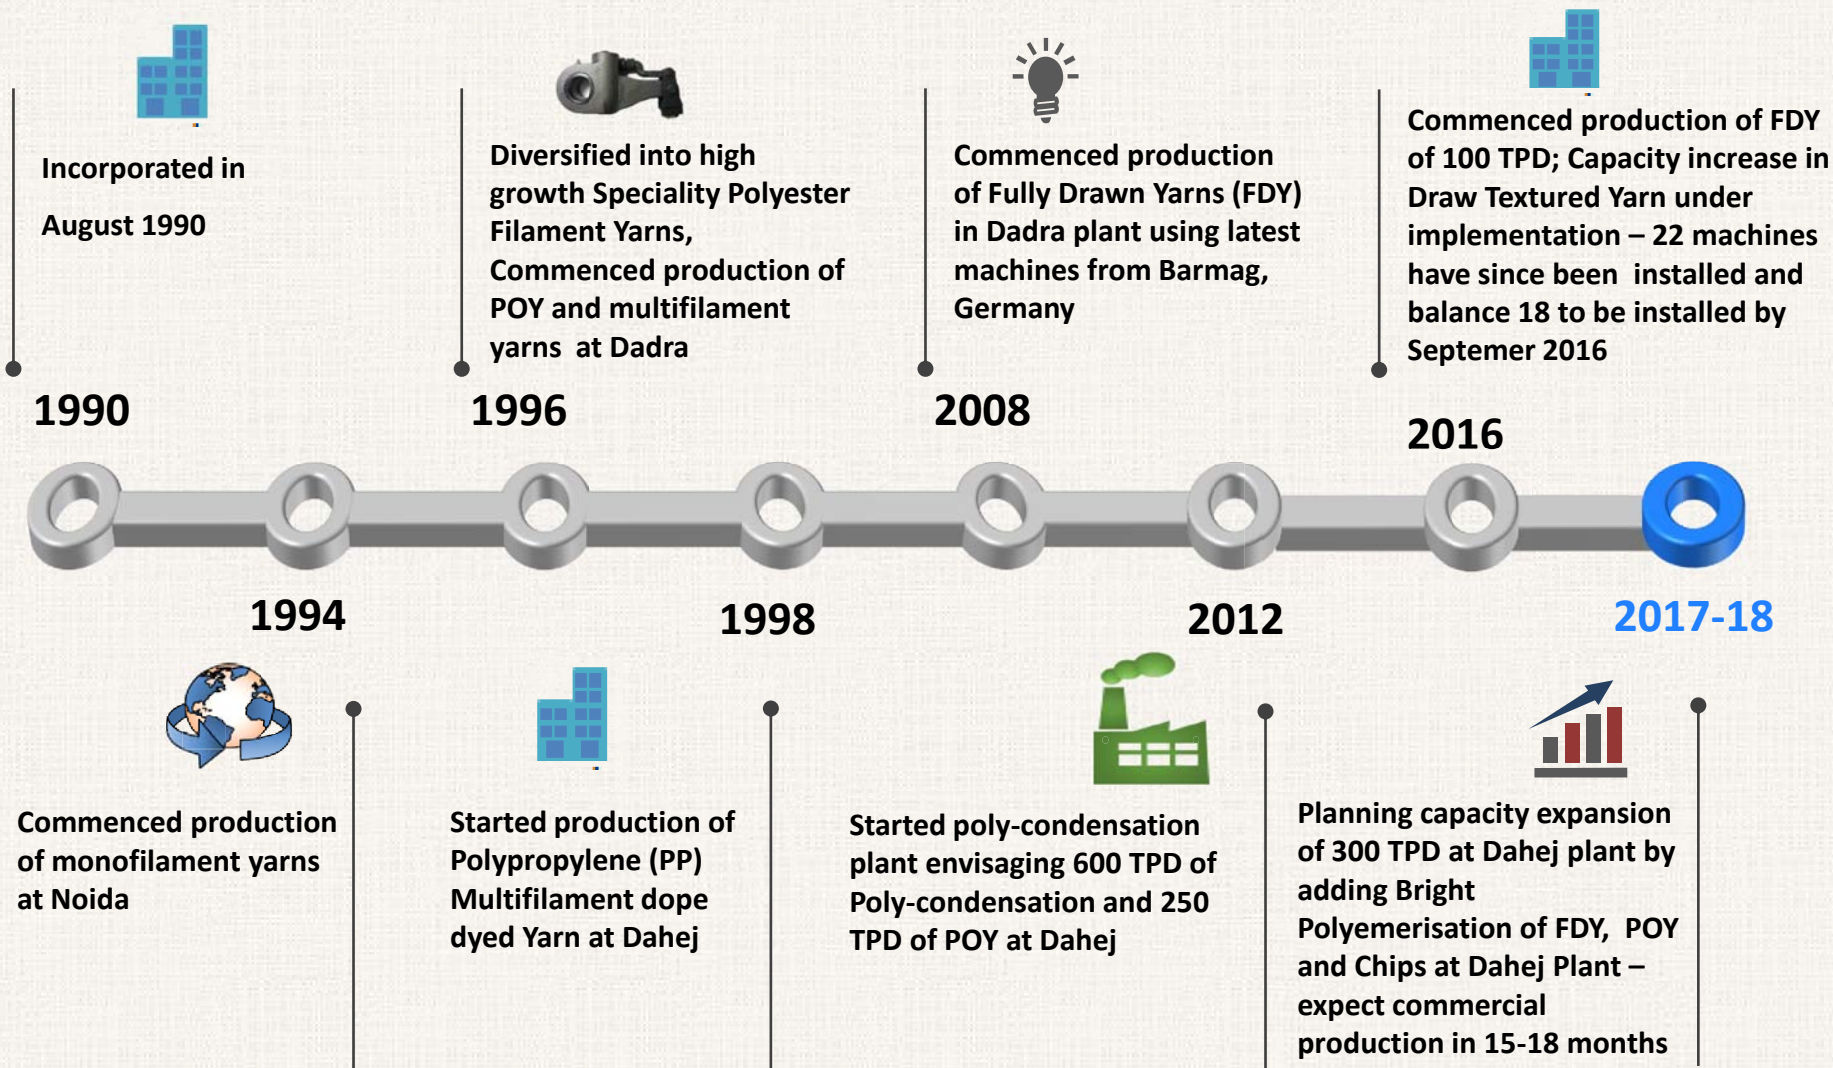 Incorporated in
August 1990
Diversified into high
growth Speciality Polyester
Filament Yarns,
Commenced production of
POY and multifilament
yarns at Dadra
Commenced production
of Fully Drawn Yarns (FDY)
in Dadra plant using latest
machines from Barmag,
Germany
Commenced production of FDY
of 100 TPD; Capacity increase in
Draw Textured Yarn under
implementation – 22 machines
have since been installed and
balance 18 to be installed by
Septemer 2016
1990
1996
2008
2016
1994
1998
2012
2017-18
Commenced production
of monofilament yarns
at Noida
Started production of
Polypropylene (PP)
Multifilament dope
dyed Yarn at Dahej
Started poly-condensation
plant envisaging 600 TPD of
Poly-condensation and 250
TPD of POY at Dahej
Planning capacity expansion
of 300 TPD at Dahej plant by
adding Bright
Polyemerisation of FDY, POY
and Chips at Dahej Plant –
expect commercial
production in 15-18 months